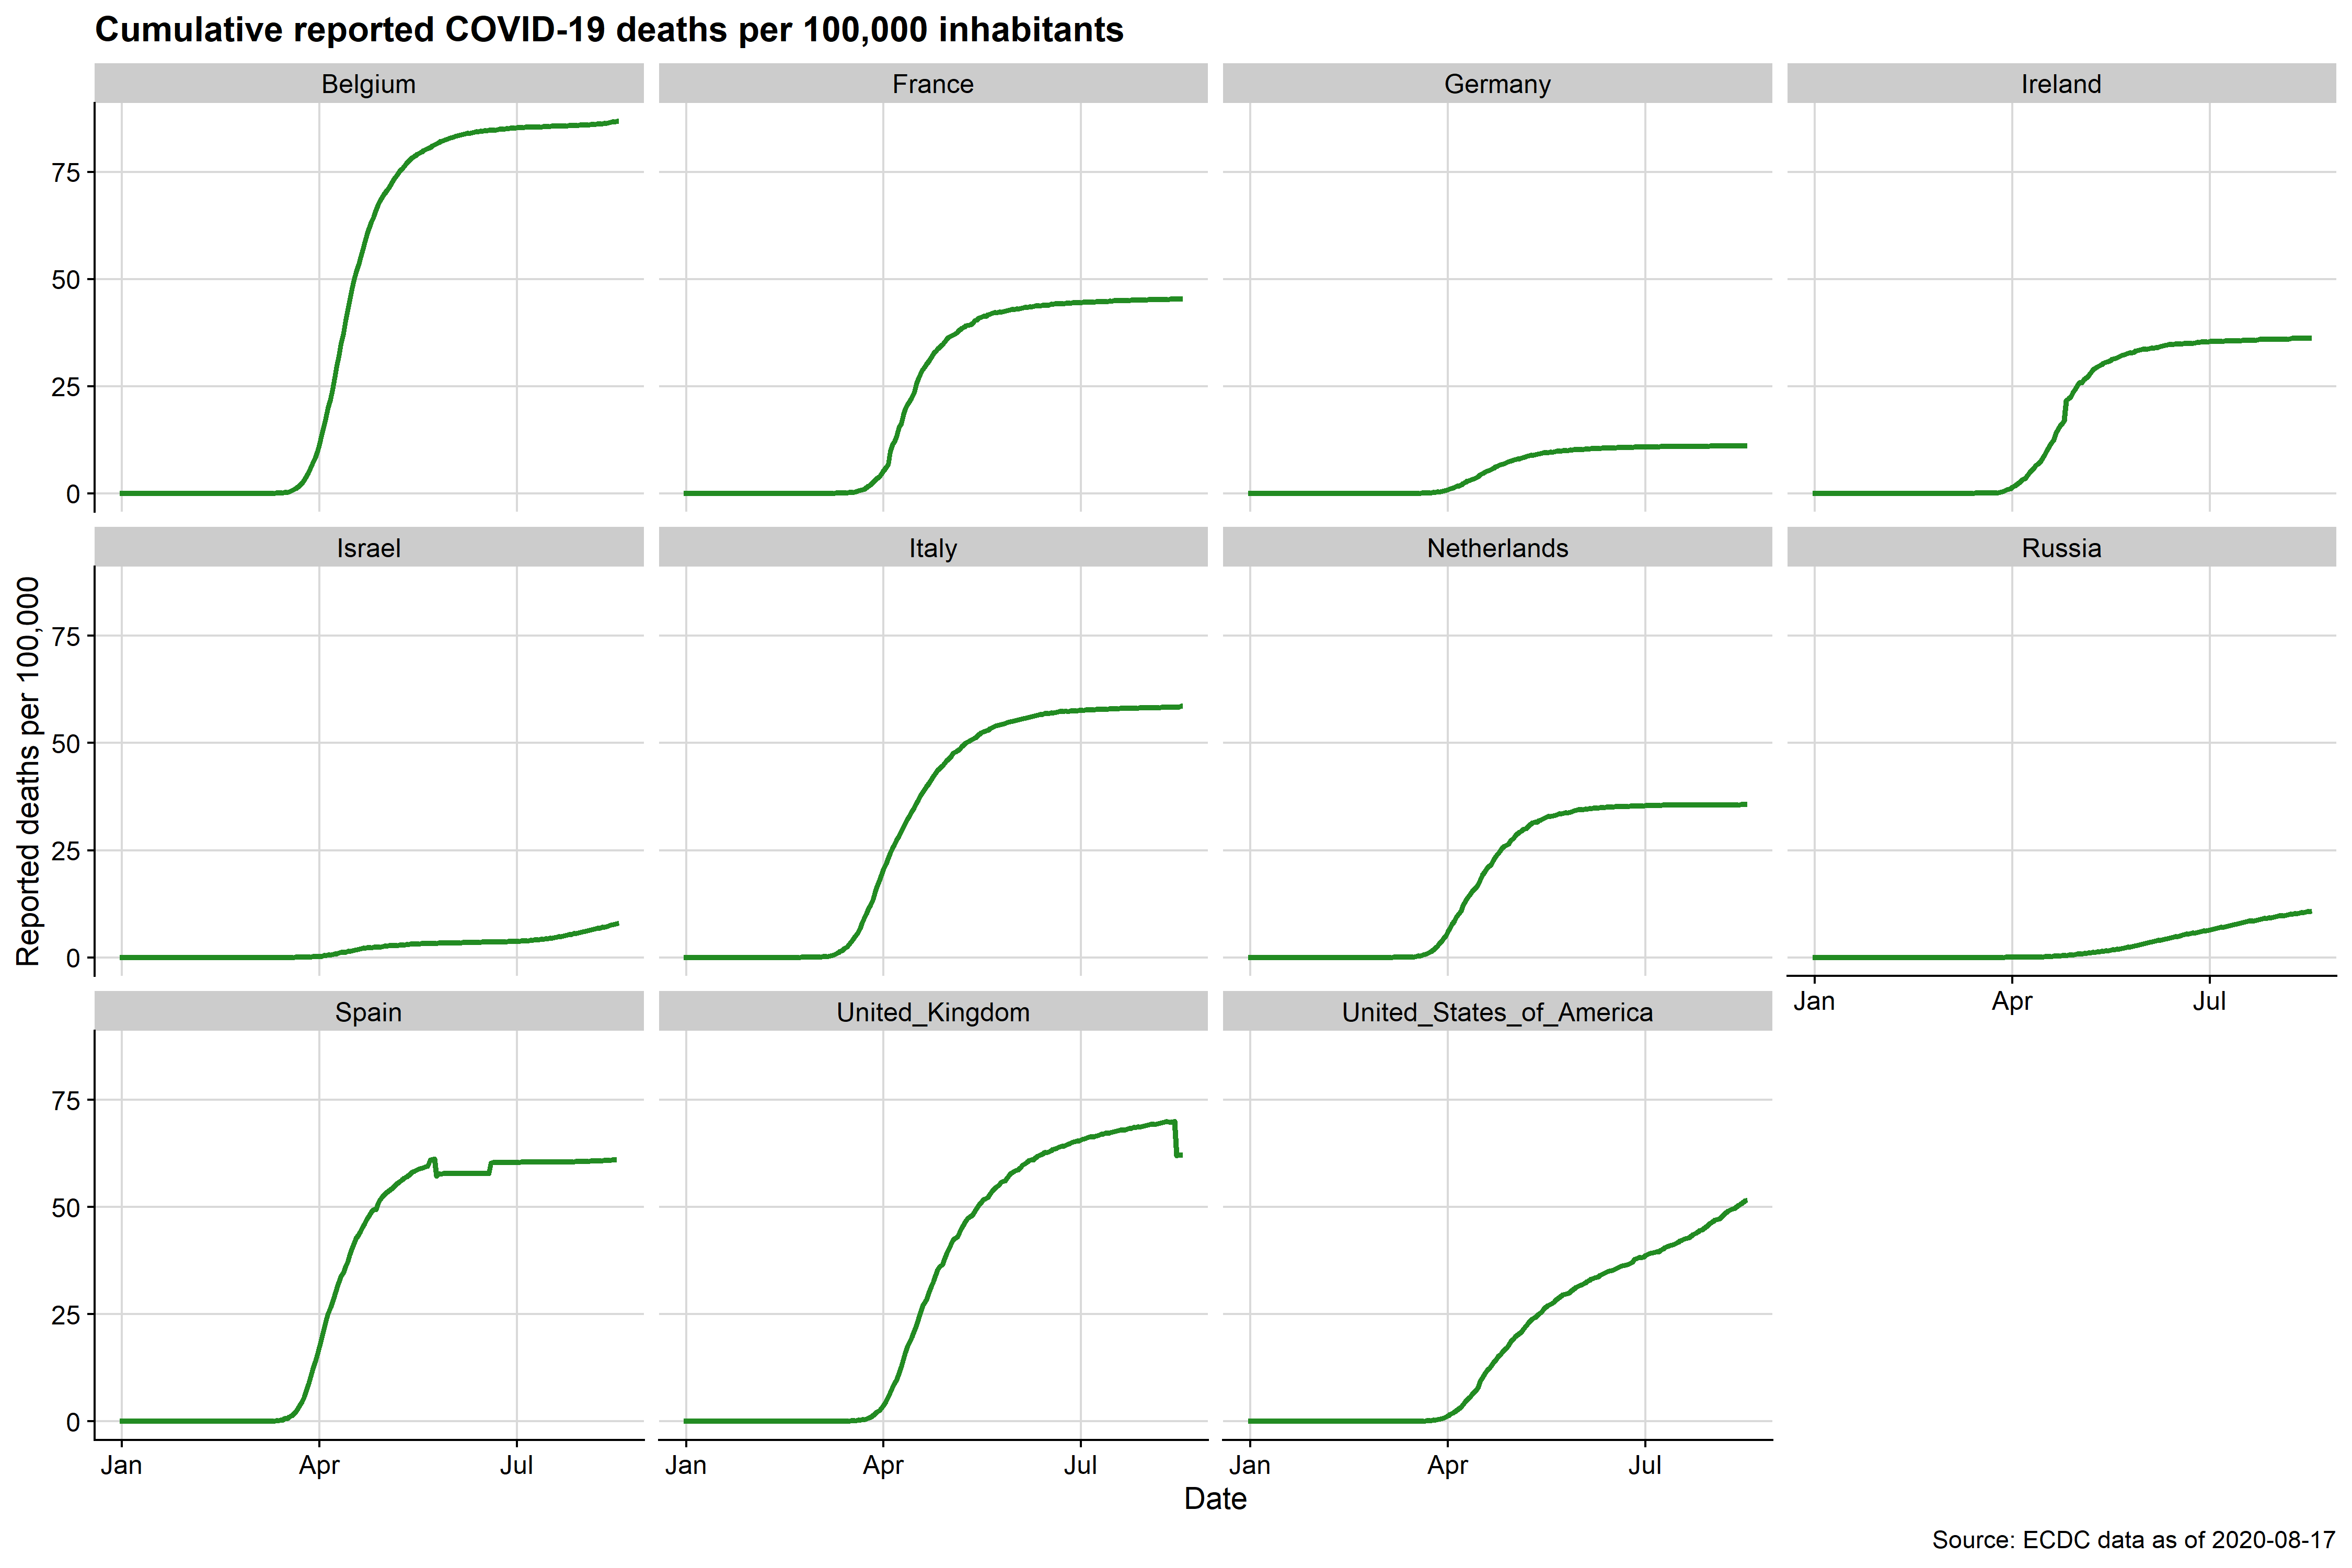 Cumulative reported COVID-19 deaths per 100,000 inhabitants
Belgium
France
Germany
Ireland
75
50
25
0
Israel
Italy
Netherlands
Russia
Reported deaths per 100,000
75
50
25
0
Jan
Apr
Jul
Spain
United_Kingdom
United_States_of_America
75
50
25
0
Jan
Apr
Jul
Jan
Apr
Jul
Jan
Apr
Jul
Date
Source: ECDC data as of 2020-08-17